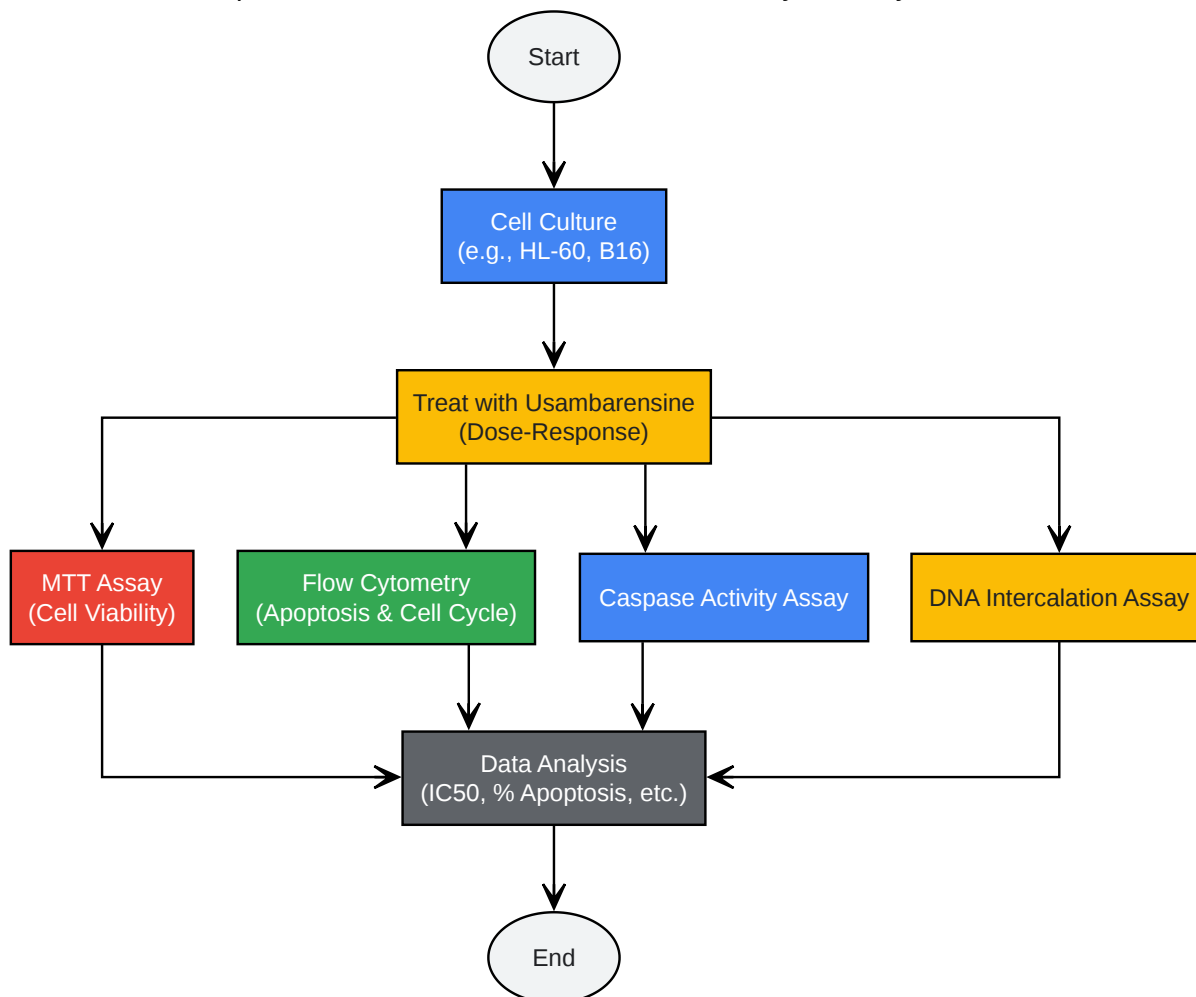 Start
Cell Culture
(e.g., HL-60, B16)
Treat with Usambarensine
(Dose-Response)
MTT Assay
(Cell Viability)
Flow Cytometry
(Apoptosis & Cell Cycle)
Caspase Activity Assay
DNA Intercalation Assay
Data Analysis
(IC50, % Apoptosis, etc.)
End